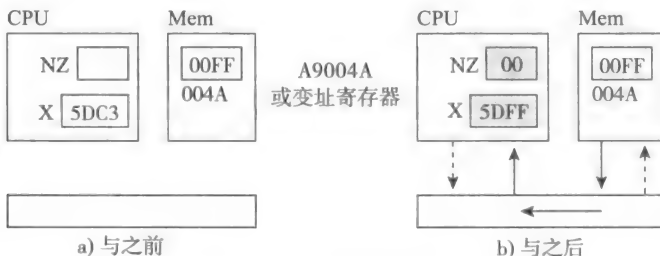 CPU
Mem
NZ
00FF
004A
X 5DC3
a) 与之前
A9004A
或变址寄存器
CPU
Mem
NZ 00
00FF
004A
X 5DFF
b) 与之后